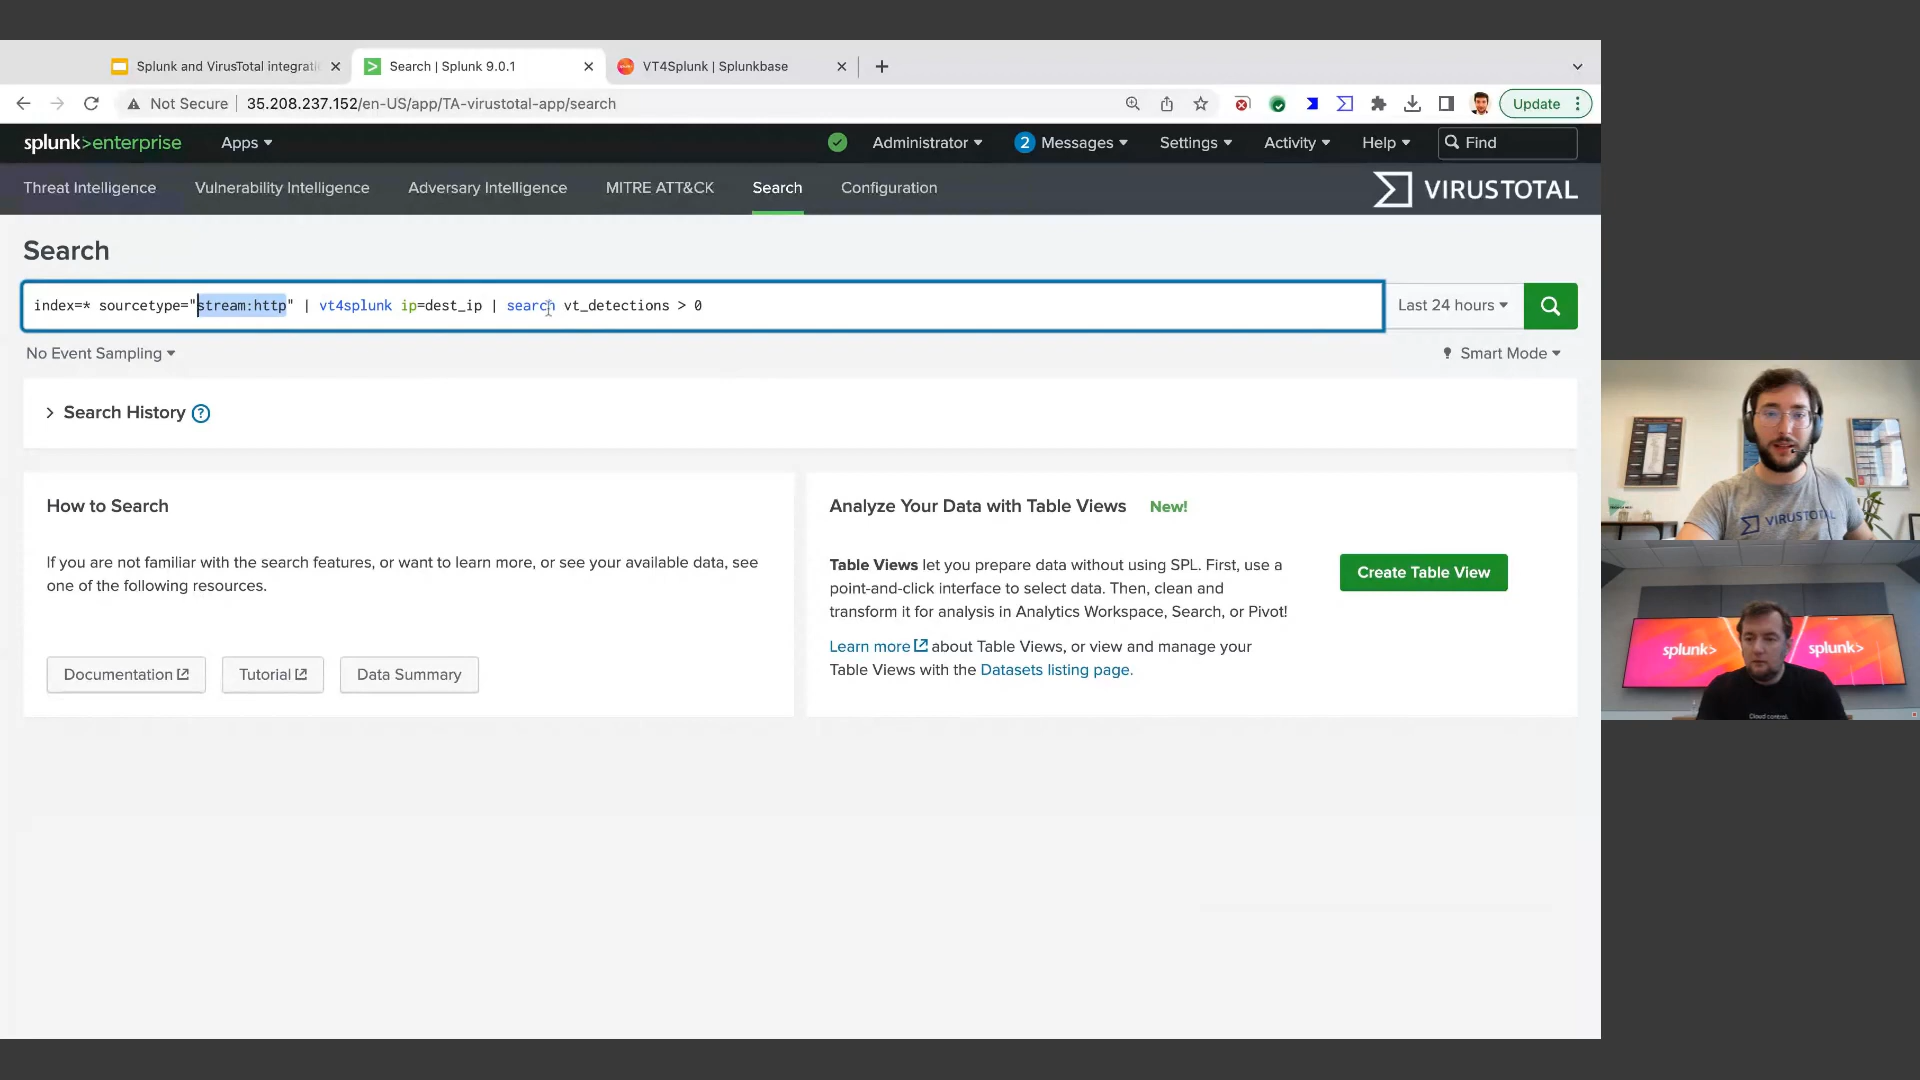 Splunk and VirusTotal integrati
Search | Splunk 9.0.1
VT4Splunk | Splunkbase
Not Secure
35.208.237.152/en-US/app/TA-virustotal-app/search
Update
splunk>enterprise
Apps
Administrator
2 Messages
Settings
Activity
Help
Find
Threat Intelligence
Vulnerability Intelligence
Adversary Intelligence
MITRE ATT&CK
Search
Configuration
VIRUSTOTAL
Search
index=* sourcetype="stream:http" | vt4splunk ip=dest_ip | search vt_detections > 0
Last 24 hours
No Event Sampling
Smart Mode
Search History ?
How to Search
If you are not familiar with the search features, or want to learn more, or see your available data, see
one of the following resources.
Documentation
Tutorial
Data Summary
Analyze Your Data with Table Views New!
Table Views let you prepare data without using SPL. First, use a
point-and-click interface to select data. Then, clean and
transform it for analysis in Analytics Workspace, Search, or Pivot!
Learn more about Table Views, or view and manage your
Table Views with the Datasets listing page.
Create Table View
VIRUSTOTAL
splunk>
splunk>
Cloud control.